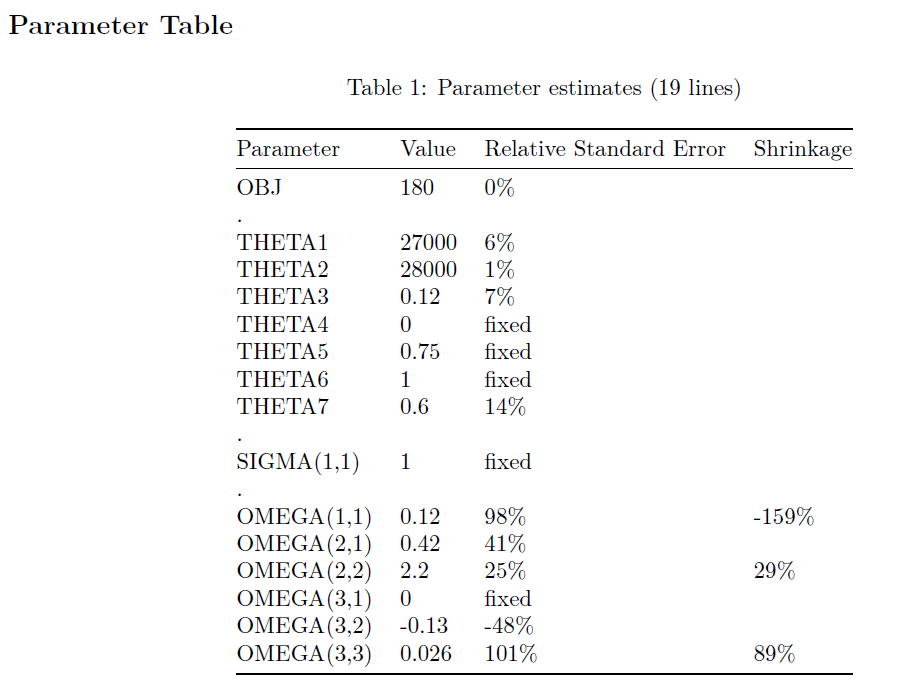 Parameter Table
Table 1: Parameter estimates (19 lines)
Parameter Value Relative Standard Error Shrinkage
OBJ 180 0%
.
THETA1 27000 6%
THETA2 28000 1%
THETA3 0.12 7%
THETA4 0 fixed
THETA5 0.75 fixed
THETA6 1 fixed
THETA7 0.6 14%
.
SIGMA(1,1) 1 fixed
.
OMEGA(1,1) 0.12 98% -159%
OMEGA(2,1) 0.42 41%
OMEGA(2,2) 2.2 25% 29%
OMEGA(3,1) 0 fixed
OMEGA(3,2) -0.13 -48%
OMEGA(3,3) 0.026 101% 89%